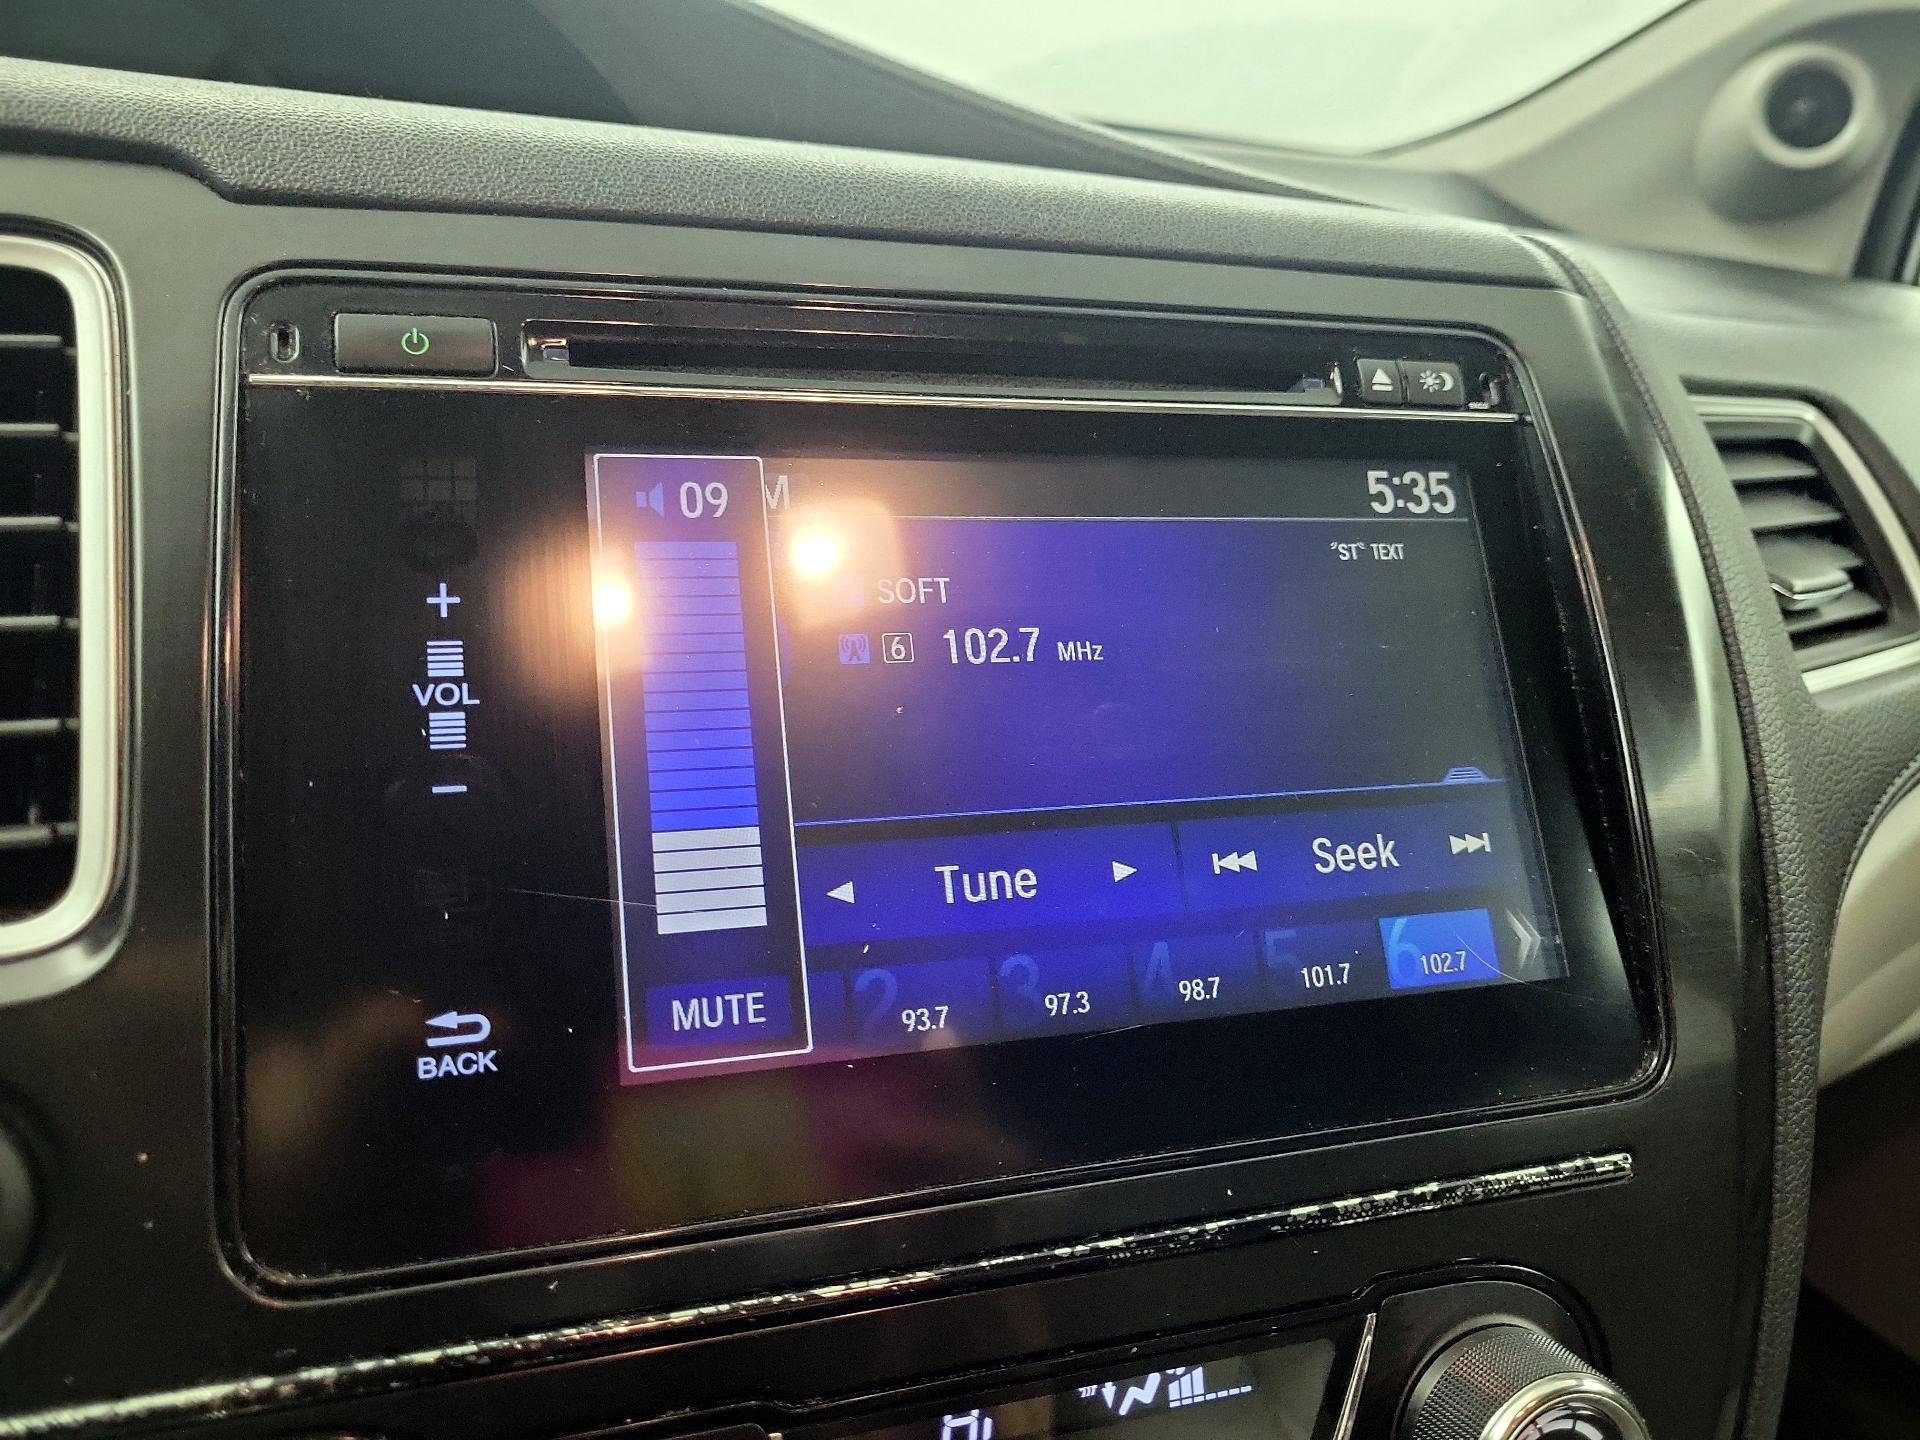 09
M
5:35
"ST" TEXT
+
SOFT
6 102.7 MHz
VOL
-
Tune
Seek
2 93.7
3 97.3
4 98.7
5 101.7
6 102.7
MUTE
BACK